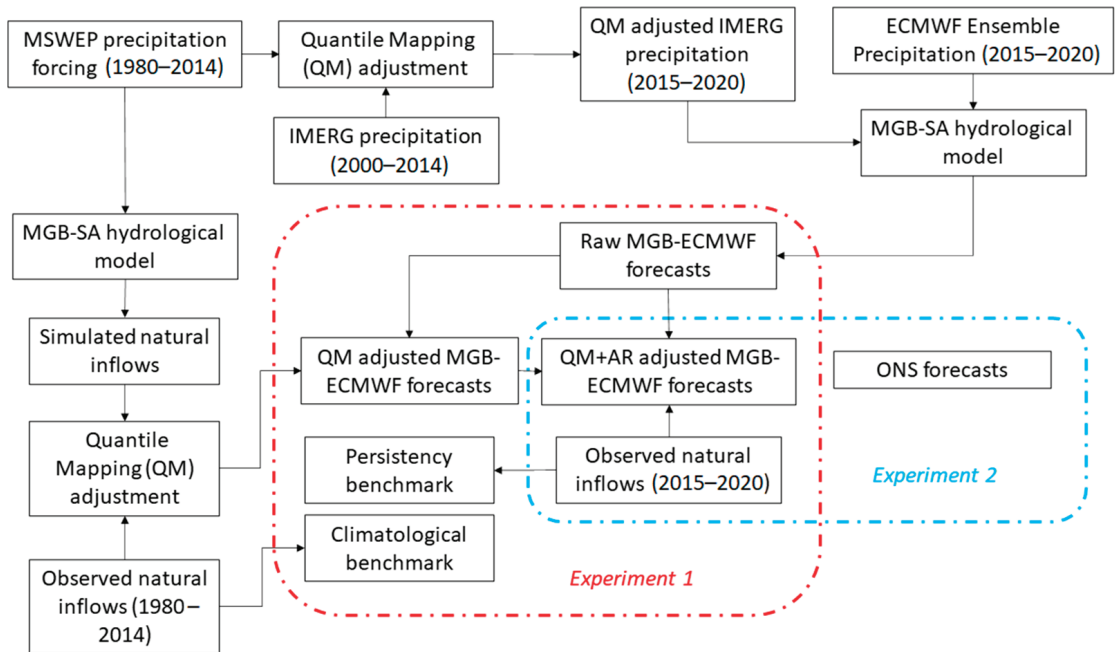 MSWEP precipitation
forcing (1980–2014)
Quantile Mapping
(QM) adjustment
QM adjusted IMERG
precipitation
(2015–2020)
ECMWF Ensemble
Precipitation (2015–2020)
IMERG precipitation
(2000–2014)
MGB-SA hydrological
model
MGB-SA hydrological
model
Raw MGB-ECMWF
forecasts
Simulated natural
inflows
QM adjusted MGB-
ECMWF forecasts
QM+AR adjusted MGB-
ECMWF forecasts
ONS forecasts
Quantile
Mapping (QM)
adjustment
Persistency
benchmark
Observed natural
inflows (2015–2020)
Experiment 2
Climatological
benchmark
Observed natural
inflows (1980–
2014)
Experiment 1